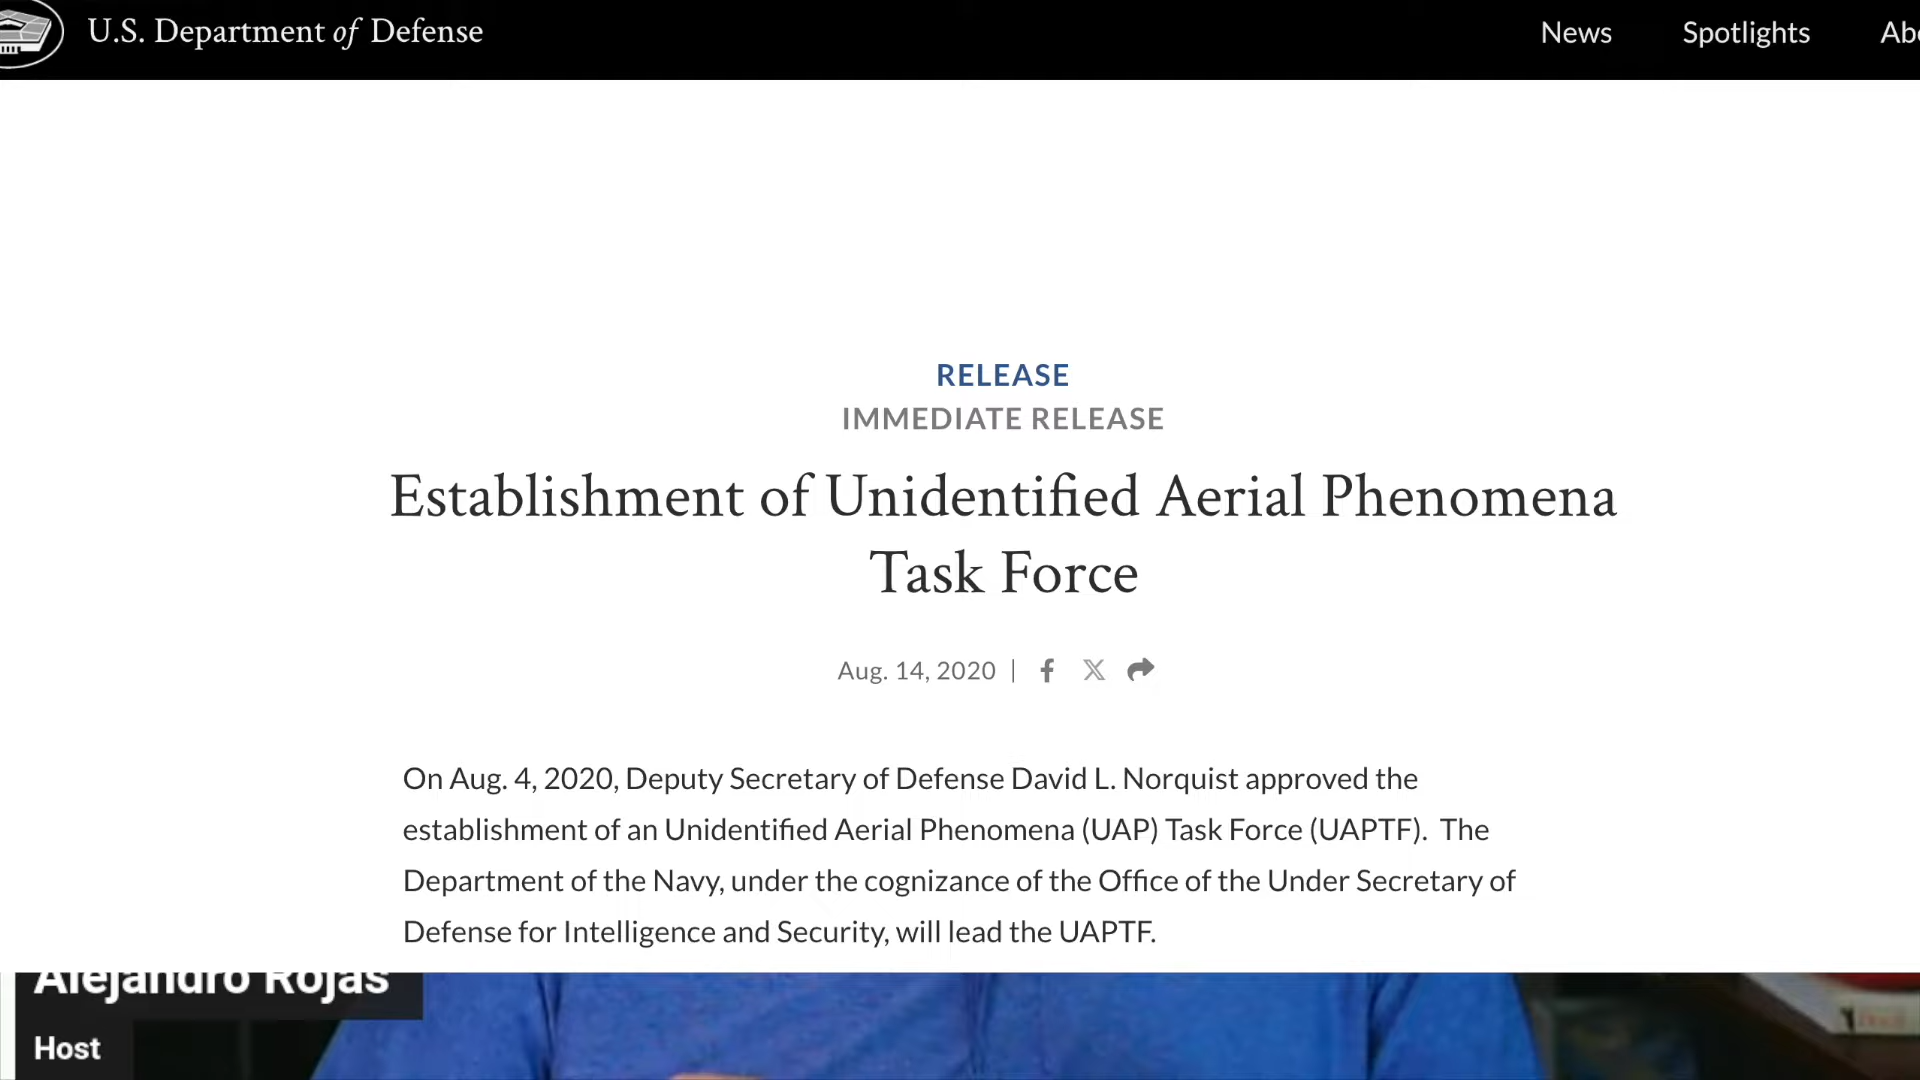 U.S. Department of Defense
News
Spotlights
RELEASE
IMMEDIATE RELEASE
Establishment of Unidentified Aerial Phenomena
Task Force
Aug. 14, 2020 |
On Aug. 4, 2020, Deputy Secretary of Defense David L. Norquist approved the
establishment of an Unidentified Aerial Phenomena (UAP) Task Force (UAPTF). The
Department of the Navy, under the cognizance of the Office of the Under Secretary of
Defense for Intelligence and Security, will lead the UAPTF.
Alejandro Rojas
Host